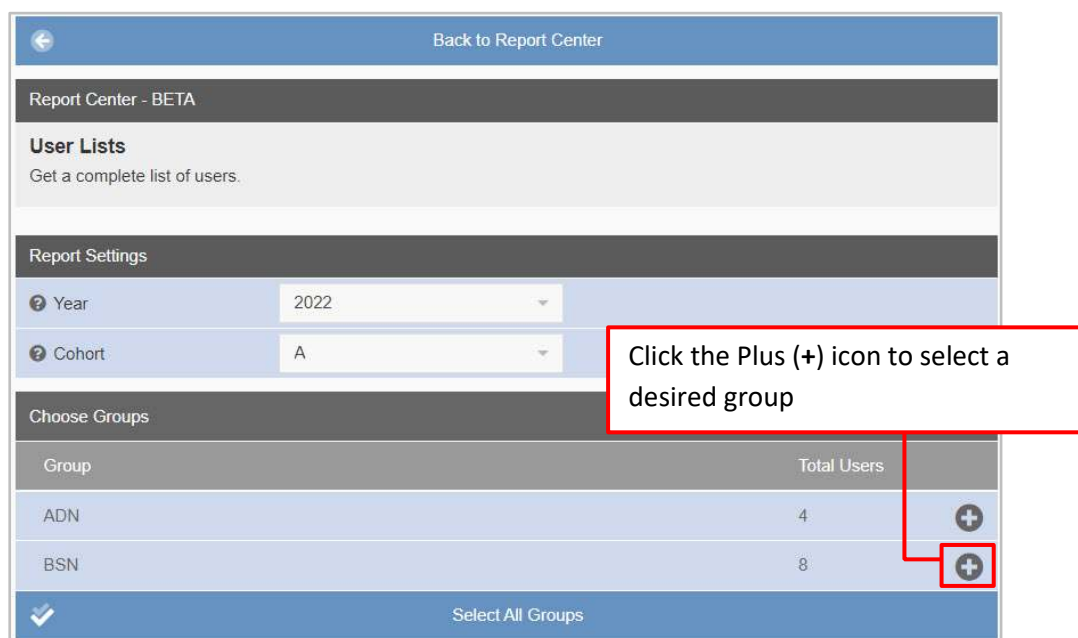 Back to Report Center
Report Center - BETA
User Lists
Get a complete list of users.
Report Settings
Year 2022
Cohort A
Click the Plus (+) icon to select a
desired group
Choose Groups
Group Total Users
ADN 4
BSN 8
Select All Groups